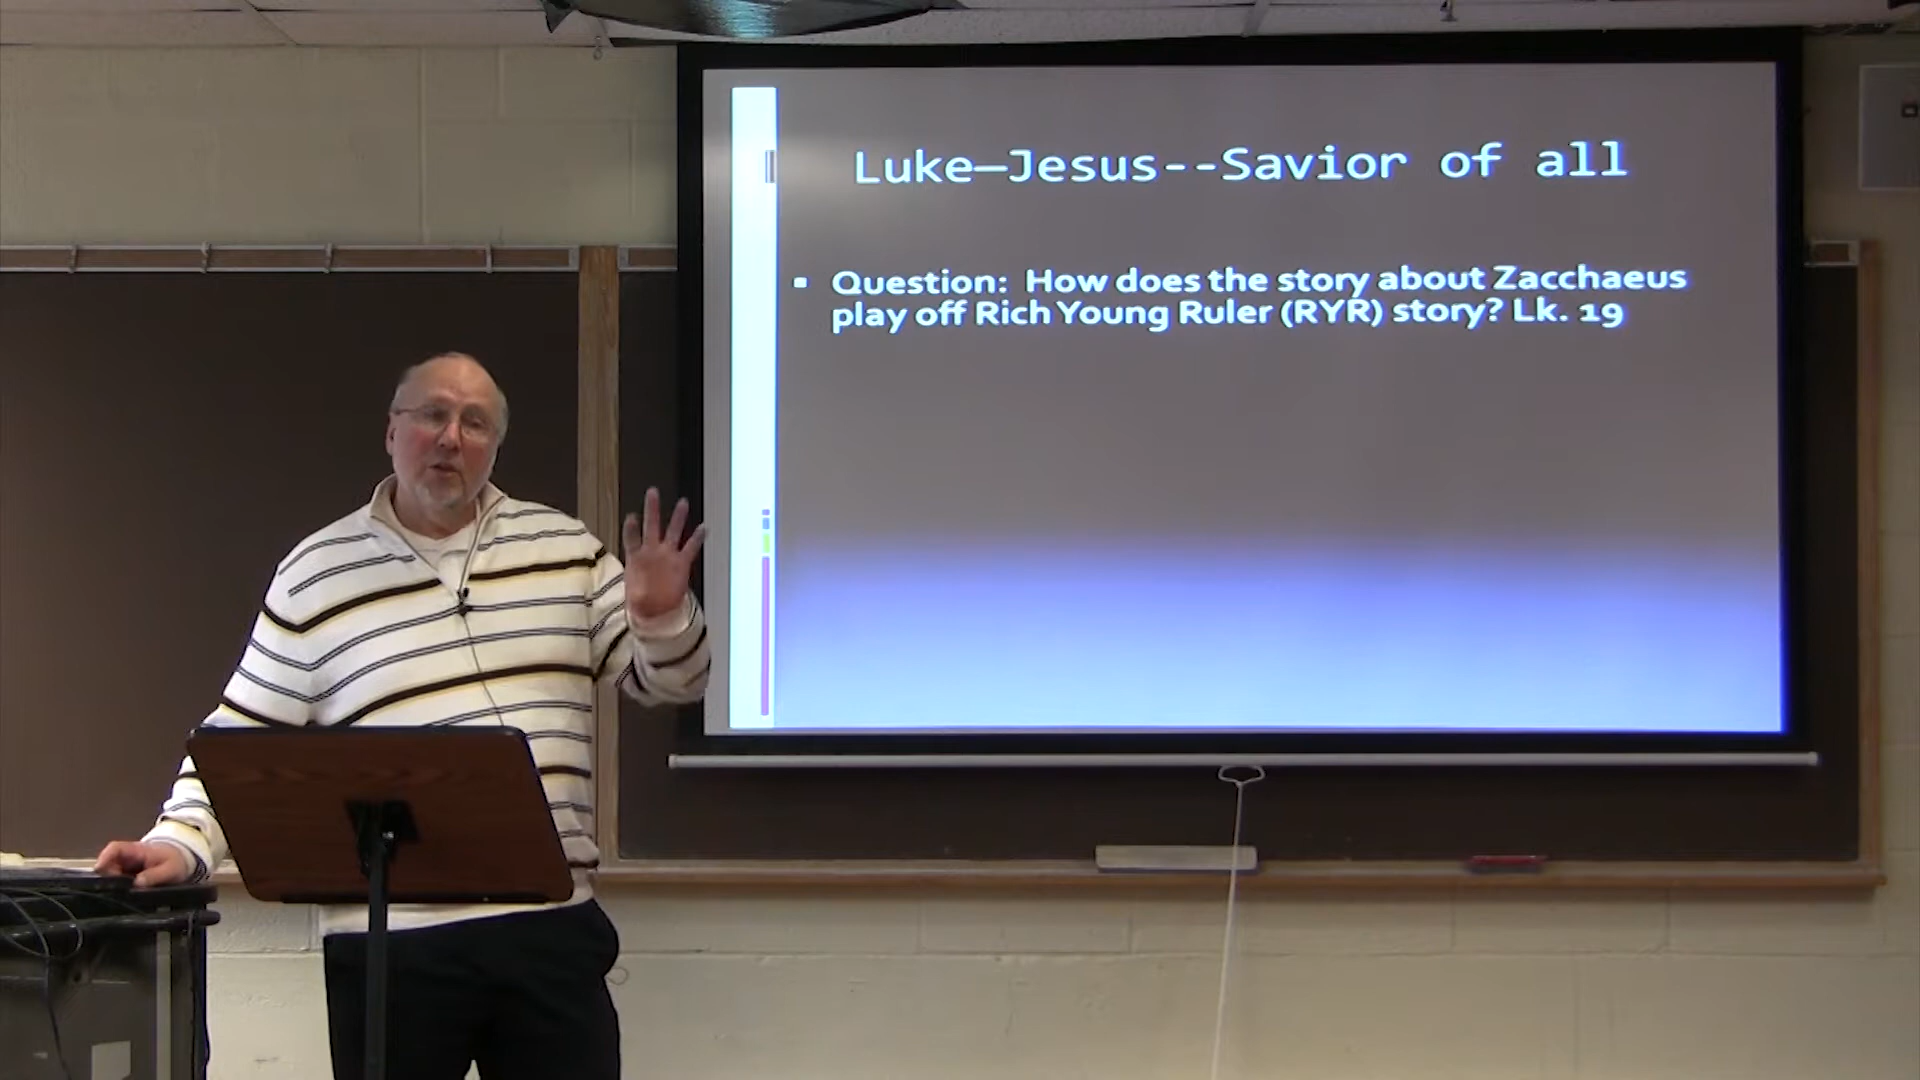 Luke—Jesus--Savior of all
▪ Question: How does the story about Zacchaeus
play off Rich Young Ruler (RYR) story? Lk. 19